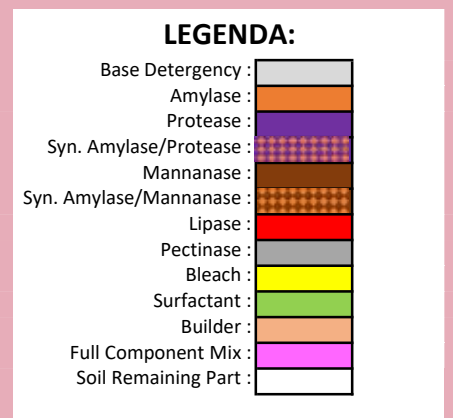 LEGENDA:
Base Detergency :
Amylase :
Protease :
Syn. Amylase/Protease :
Mannanase :
Syn. Amylase/Mannanase :
Lipase :
Pectinase :
Bleach :
Surfactant :
Builder :
Full Component Mix :
Soil Remaining Part :